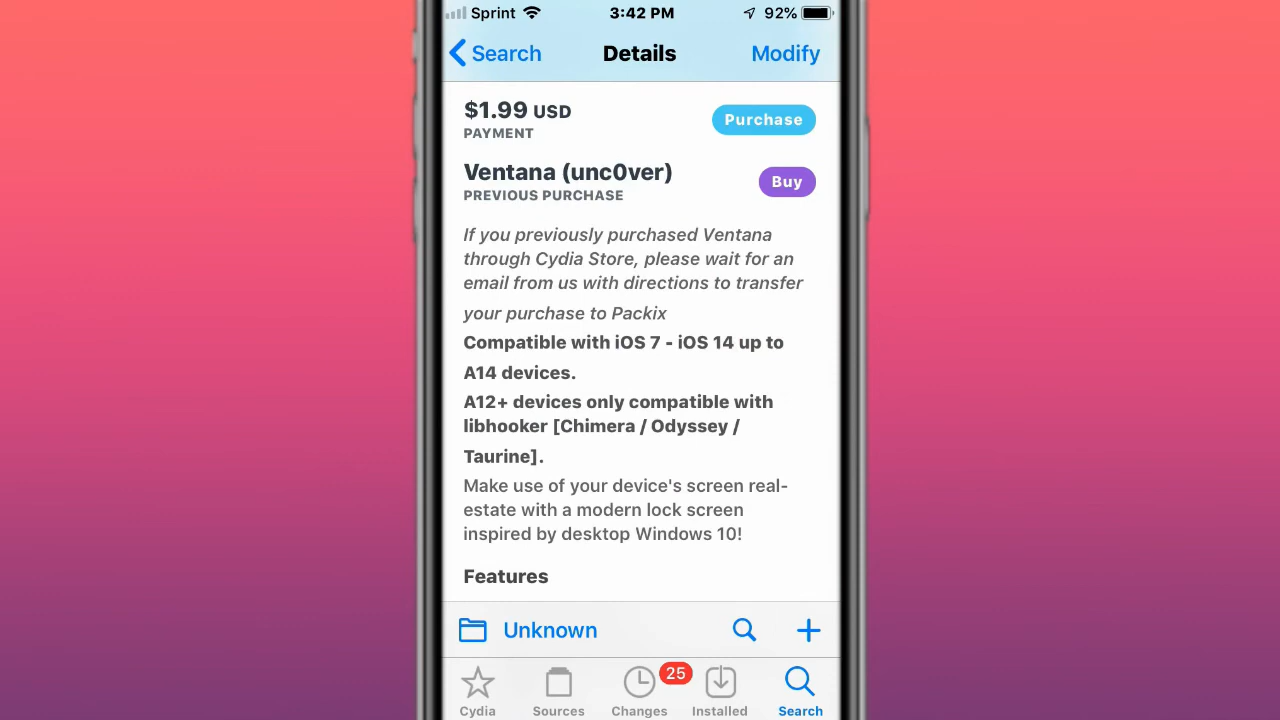 Sprint 3:42 PM 92%
Search Details Modify
$1.99 USD Purchase
PAYMENT
Ventana (unc0ver) Buy
PREVIOUS PURCHASE
If you previously purchased Ventana
through Cydia Store, please wait for an
email from us with directions to transfer
your purchase to Packix
Compatible with iOS 7 - iOS 14 up to
A14 devices.
A12+ devices only compatible with
libhooker [Chimera / Odyssey /
Taurine].
Make use of your device's screen real-
estate with a modern lock screen
inspired by desktop Windows 10!
Features
Unknown
25
Cydia Sources Changes Installed Search